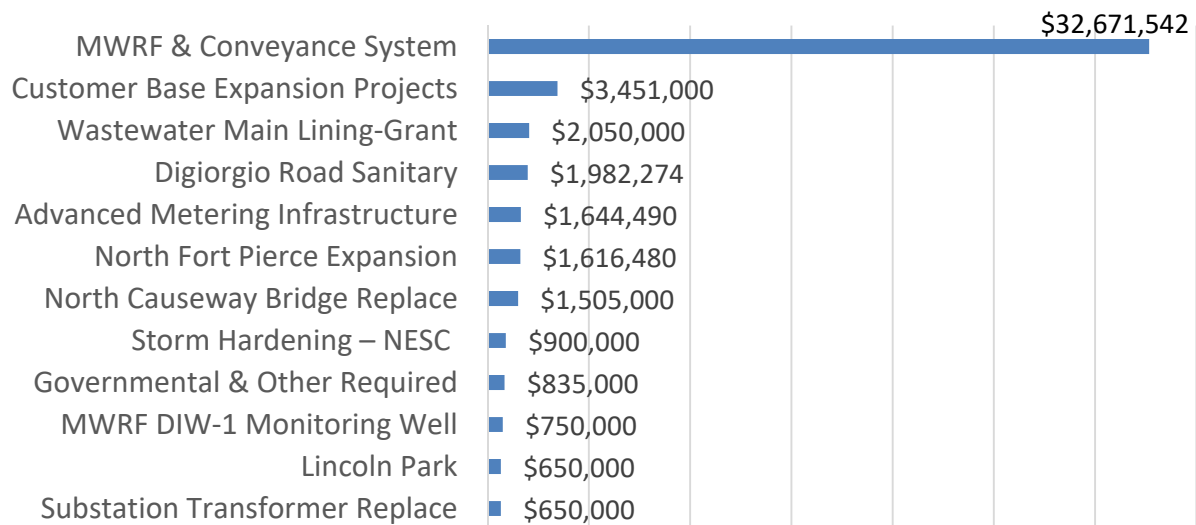 $32,671,542
MWRF & Conveyance System
Customer Base Expansion Projects $3,451,000
Wastewater Main Lining-Grant $2,050,000
Digiorgio Road Sanitary $1,982,274
Advanced Metering Infrastructure $1,644,490
North Fort Pierce Expansion $1,616,480
North Causeway Bridge Replace $1,505,000
Storm Hardening – NESC $900,000
Governmental & Other Required $835,000
MWRF DIW-1 Monitoring Well $750,000
Lincoln Park $650,000
Substation Transformer Replace $650,000